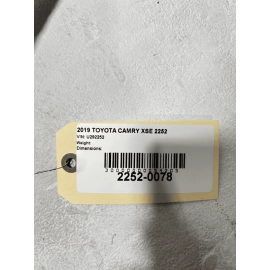 2019 TOYOTA CAMRY XSE 2252
VIN: U292252
Weight:
Dimensions:
2252-0078